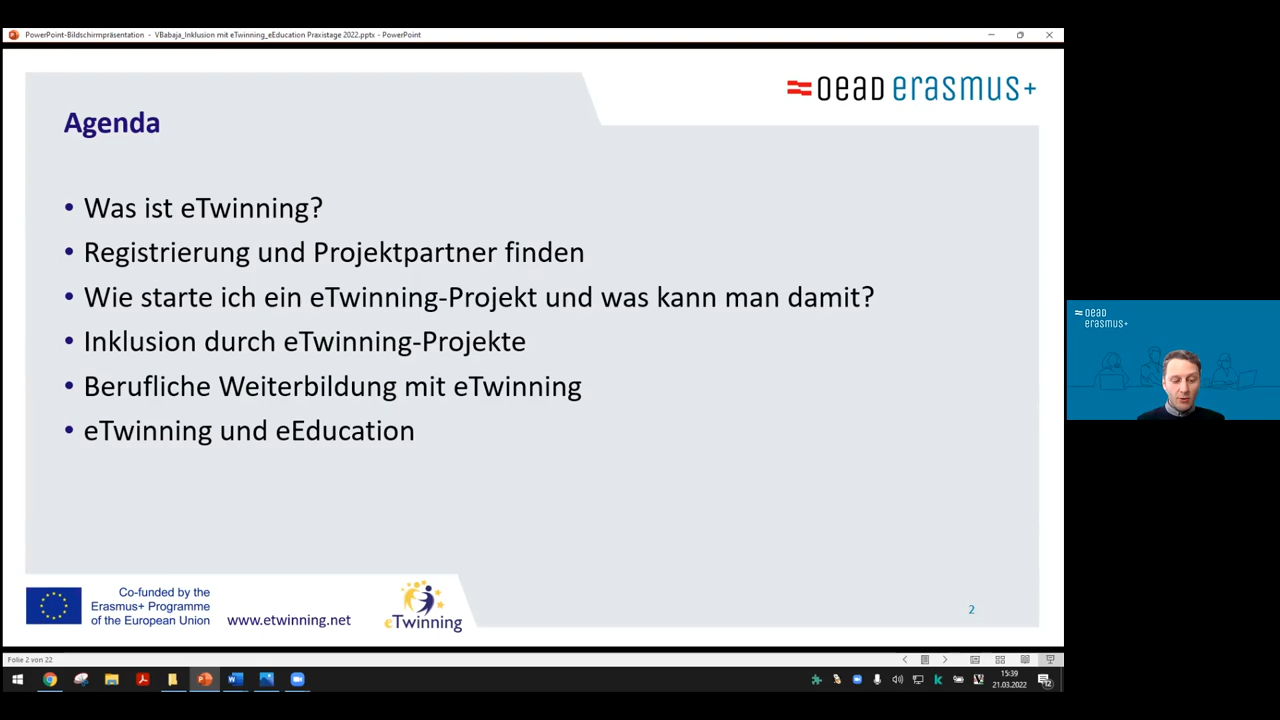 PowerPoint-Bildschirmpräsentation - VBabaja_Inklusion mit eTwinning_eEducation Praxistage 2022.pptx - PowerPoint
OEAD erasmus+
Agenda
• Was ist eTwinning?
• Registrierung und Projektpartner finden
• Wie starte ich ein eTwinning-Projekt und was kann man damit?
• Inklusion durch eTwinning-Projekte
• Berufliche Weiterbildung mit eTwinning
• eTwinning und eEducation
OEAD
erasmus+
Co-funded by the
Erasmus+ Programme
of the European Union
www.etwinning.net
eTwinning
2
Folie 2 von 22
15:39
21.03.2022
12